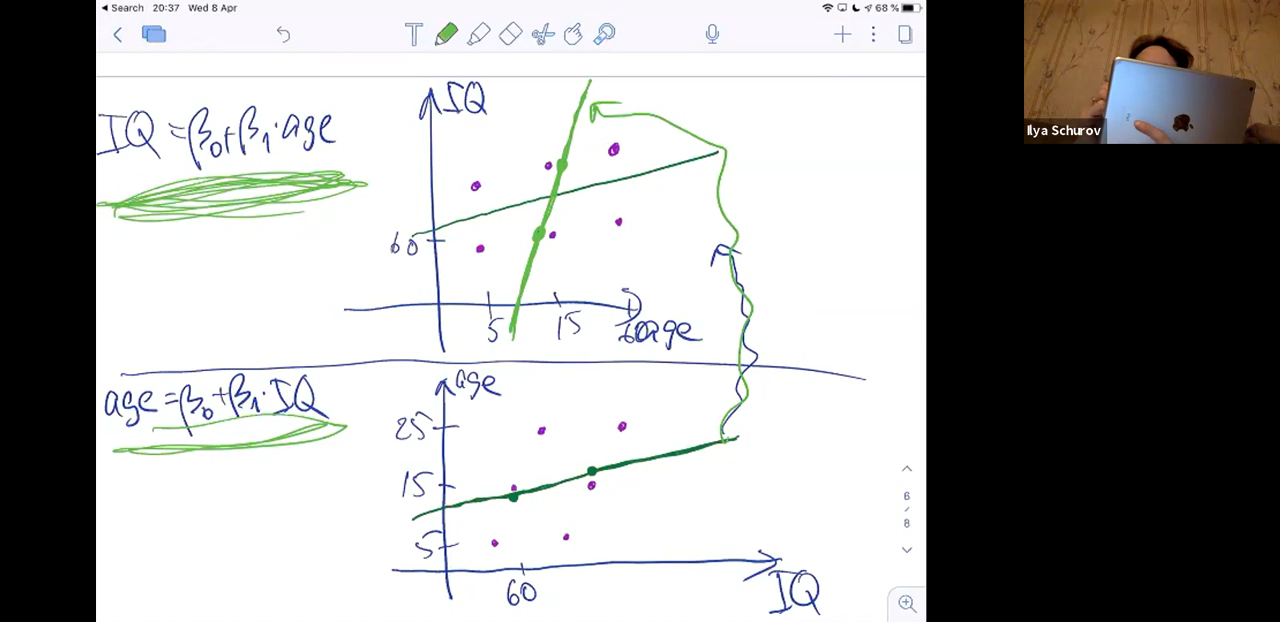 Search 20:37 Wed 8 Apr
68 %
T
Ilya Schurov
IQ = β₀+β₁·age
IQ
60
5
15
age
age = β₀+β₁·IQ
age
25
15
5
60
IQ
6
/
8